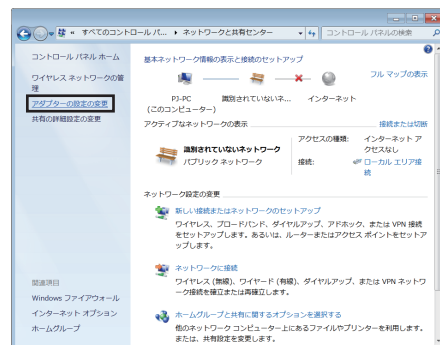 « すべてのコントロール パ... ▸ ネットワークと共有センター
コントロール パネルの検索
コントロール パネル ホーム
ワイヤレス ネットワークの管
理
アダプターの設定の変更
共有の詳細設定の変更
基本ネットワーク情報の表示と接続のセットアップ
フル マップの表示
PJ-PC
(このコンピューター)
識別されていないネ...
インターネット
アクティブなネットワークの表示
接続または切断
識別されていないネットワーク
パブリック ネットワーク
アクセスの種類:
インターネット ア
クセスなし
接続:
ローカル エリア接
続
ネットワーク設定の変更
新しい接続またはネットワークのセットアップ
ワイヤレス、ブロードバンド、ダイヤルアップ、アドホック、または VPN 接続
をセットアップします。あるいは、ルーターまたはアクセス ポイントをセットア
ップします。
ネットワークに接続
ワイヤレス (無線)、ワイヤード (有線)、ダイヤルアップ、または VPN ネットワ
ーク接続を確立または再確立します。
ホームグループと共有に関するオプションを選択する
他のネットワーク コンピューター上にあるファイルやプリンターを利用します。
または、共有設定を変更します。
関連項目
Windows ファイアウォール
インターネット オプション
ホームグループ